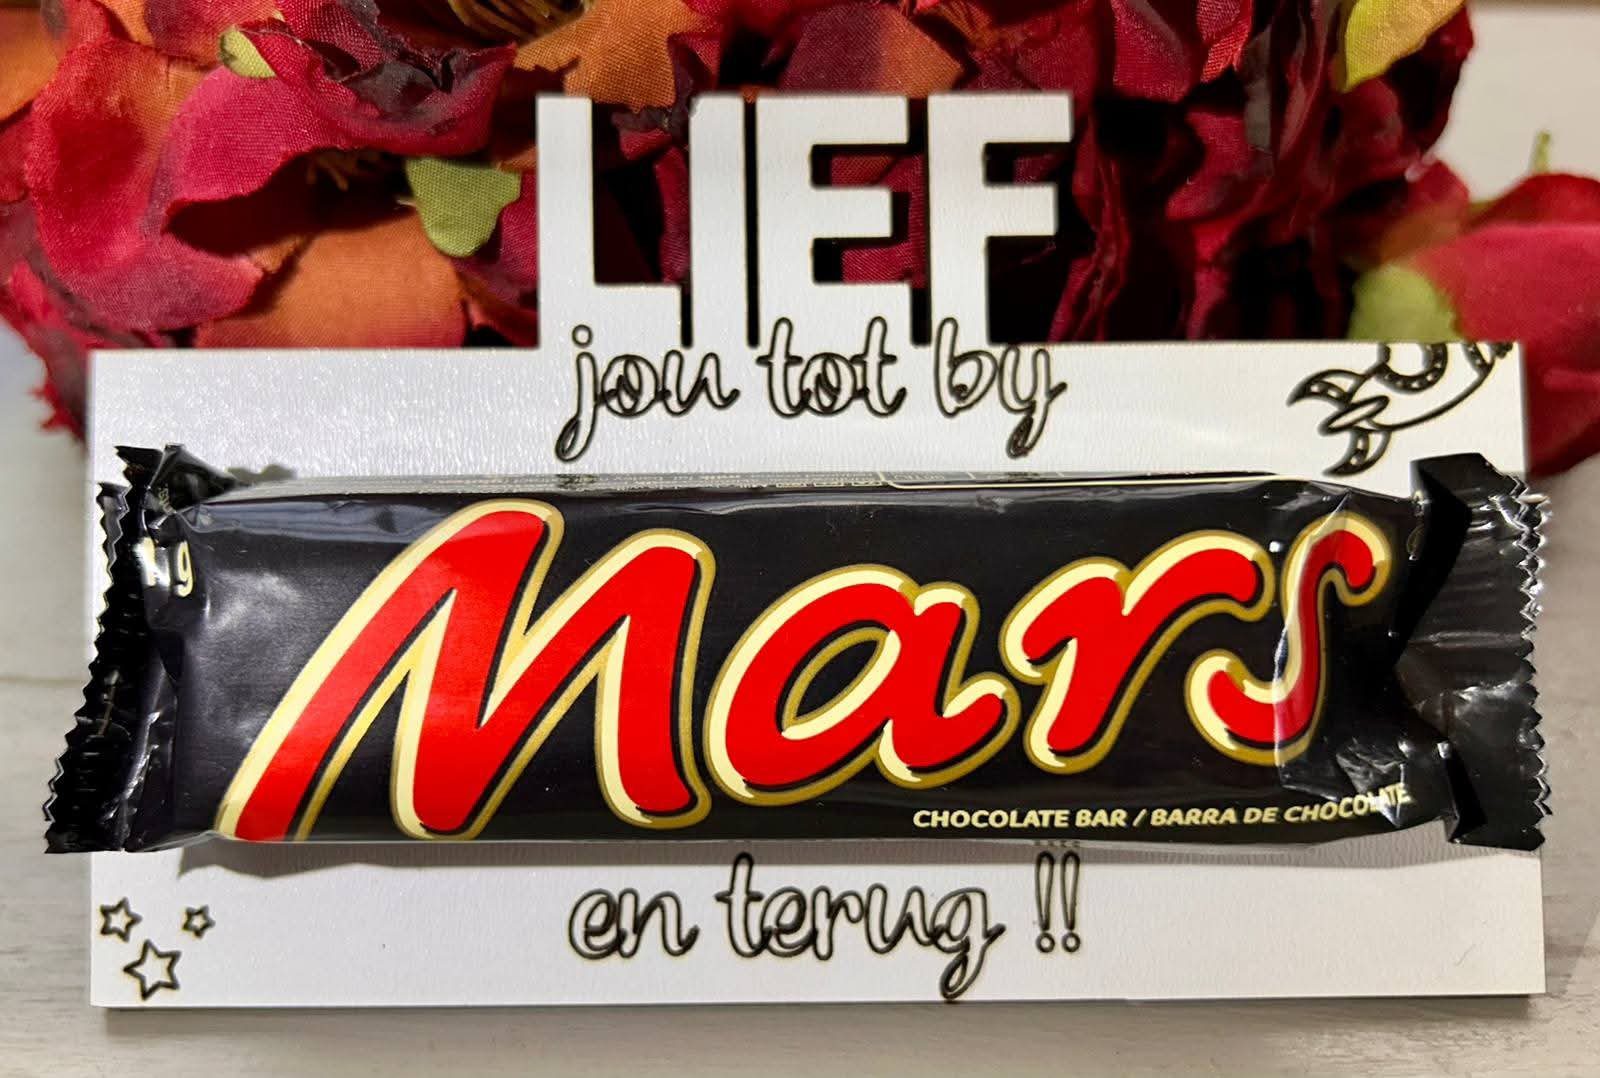 LIEF
jou tot by
Mars
CHOCOLATE BAR / BARRA DE CHOCOLATE
en terug !!